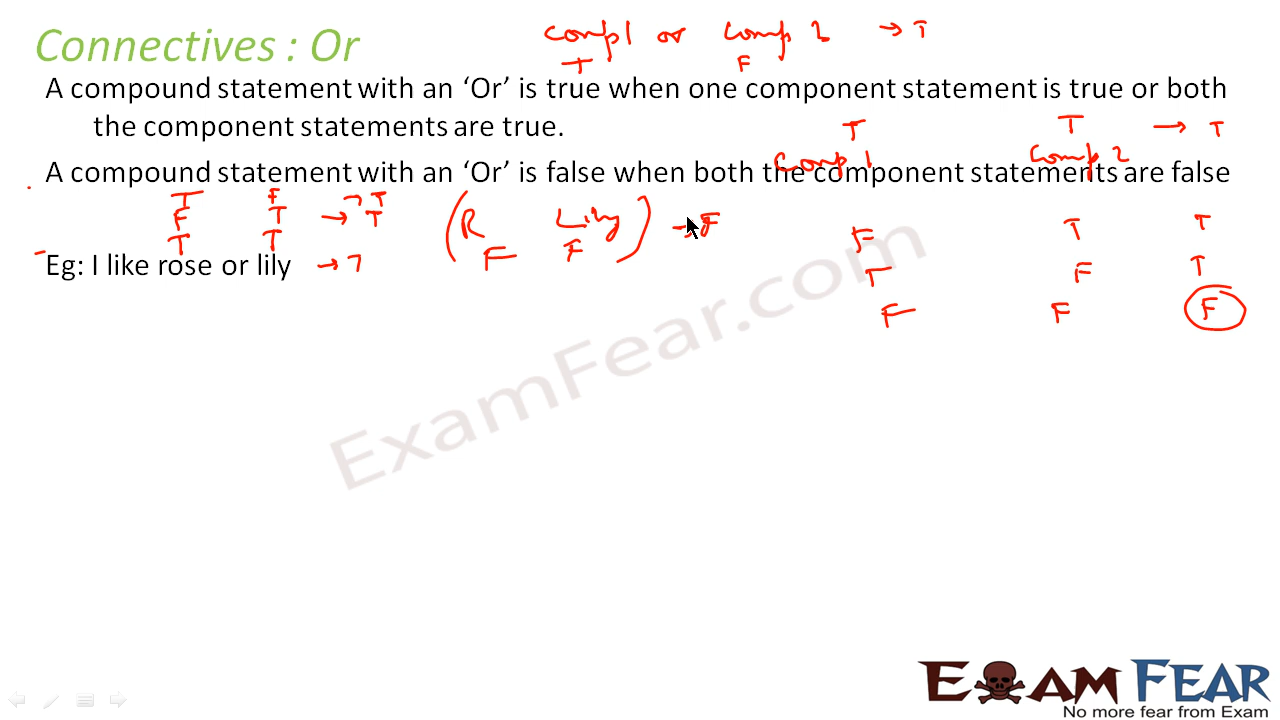 Connectives : Or
comp1 or comp 2 → T
T F
A compound statement with an ‘Or’ is true when one component statement is true or both
the component statements are true.
T T → T
comp 1 comp 2
A compound statement with an ‘Or’ is false when both the component statements are false
T F → T
F T → T
T T
(R Lily) → F
F F
F T T
Eg: I like rose or lily → T
T F T
F F F
ExamFear.com
EXAM FEAR
No more fear from Exam